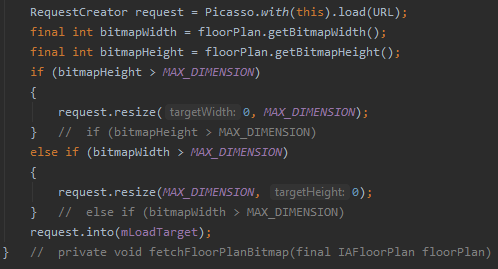 RequestCreator request = Picasso.with(this).load(URL);
final int bitmapWidth = floorPlan.getBitmapWidth();
final int bitmapHeight = floorPlan.getBitmapHeight();
if (bitmapHeight > MAX_DIMENSION)
{
request.resize( targetWidth: 0, MAX_DIMENSION);
} // if (bitmapHeight > MAX_DIMENSION)
else if (bitmapWidth > MAX_DIMENSION)
{
request.resize(MAX_DIMENSION, targetHeight: 0);
} // else if (bitmapWidth > MAX_DIMENSION)
request.into(mLoadTarget);
} // private void fetchFloorPlanBitmap(final IAFloorPlan floorPlan)